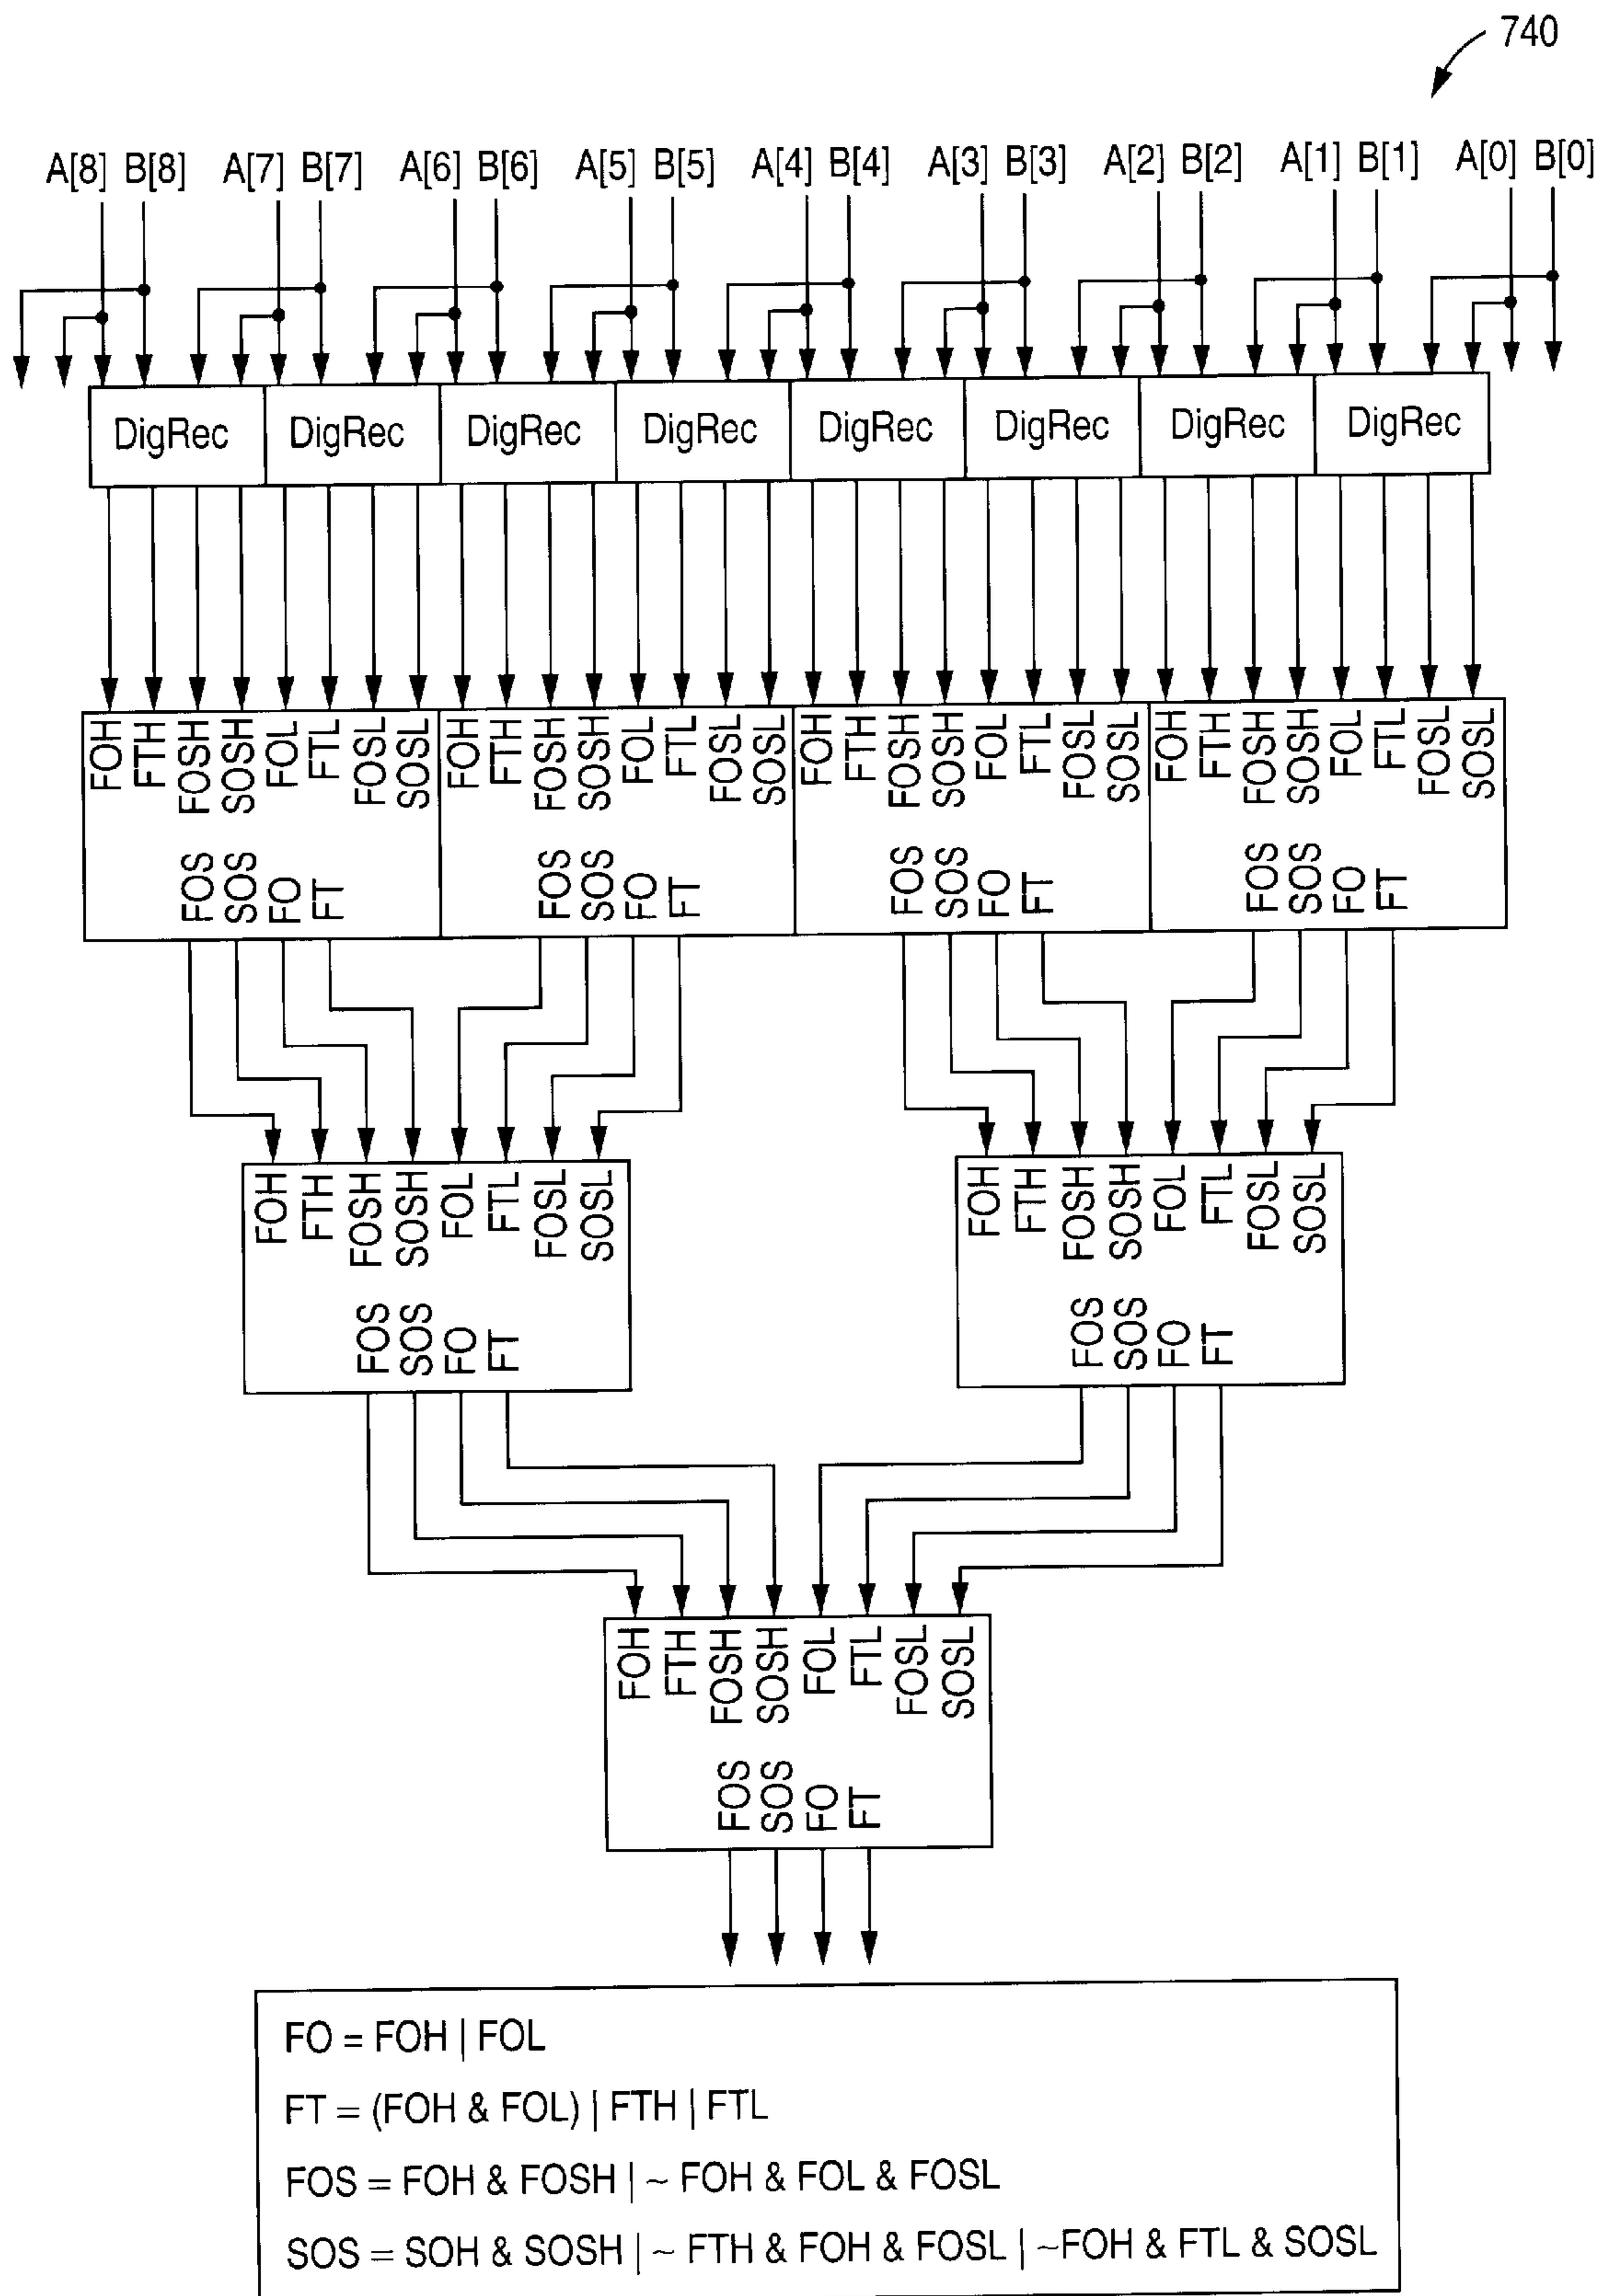 740
A[8] B[8] A[7] B[7] A[6] B[6] A[5] B[5] A[4] B[4] A[3] B[3] A[2] B[2] A[1] B[1] A[0] B[0]
DigRec DigRec DigRec DigRec DigRec DigRec DigRec DigRec
FOH FTH FOSH SOSH FOL FTL FOSL SOSL FOH FTH FOSH SOSH FOL FTL FOSL SOSL FOH FTH FOSH SOSH FOL FTL FOSL SOSL FOH FTH FOSH SOSH FOL FTL FOSL SOSL
FOS SOS FO FT FOS SOS FO FT FOS SOS FO FT FOS SOS FO FT
FOH FTH FOSH SOSH FOL FTL FOSL SOSL FOH FTH FOSH SOSH FOL FTL FOSL SOSL
FOS SOS FO FT FOS SOS FO FT
FOH FTH FOSH SOSH FOL FTL FOSL SOSL
FOS SOS FO FT
FO = FOH | FOL
FT = (FOH & FOL) | FTH | FTL
FOS = FOH & FOSH | ~ FOH & FOL & FOSL
SOS = SOH & SOSH | ~ FTH & FOH & FOSL | ~FOH & FTL & SOSL